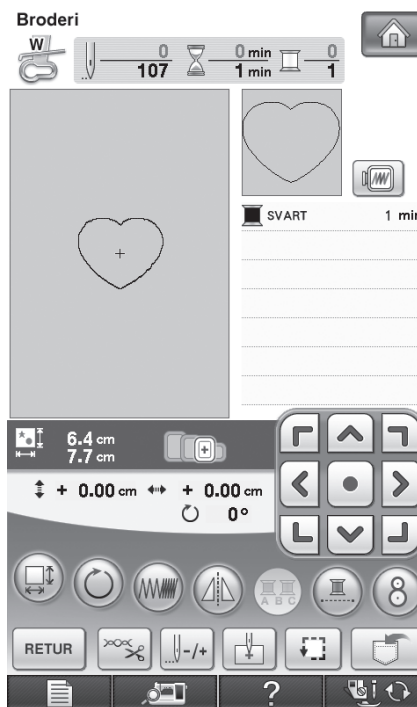 Broderi
W
0 0 min 0
107 1 min 1
SVART 1 min
6.4 cm
7.7 cm
+ 0.00 cm + 0.00 cm
0°
A B C
8
RETUR
-/+
?